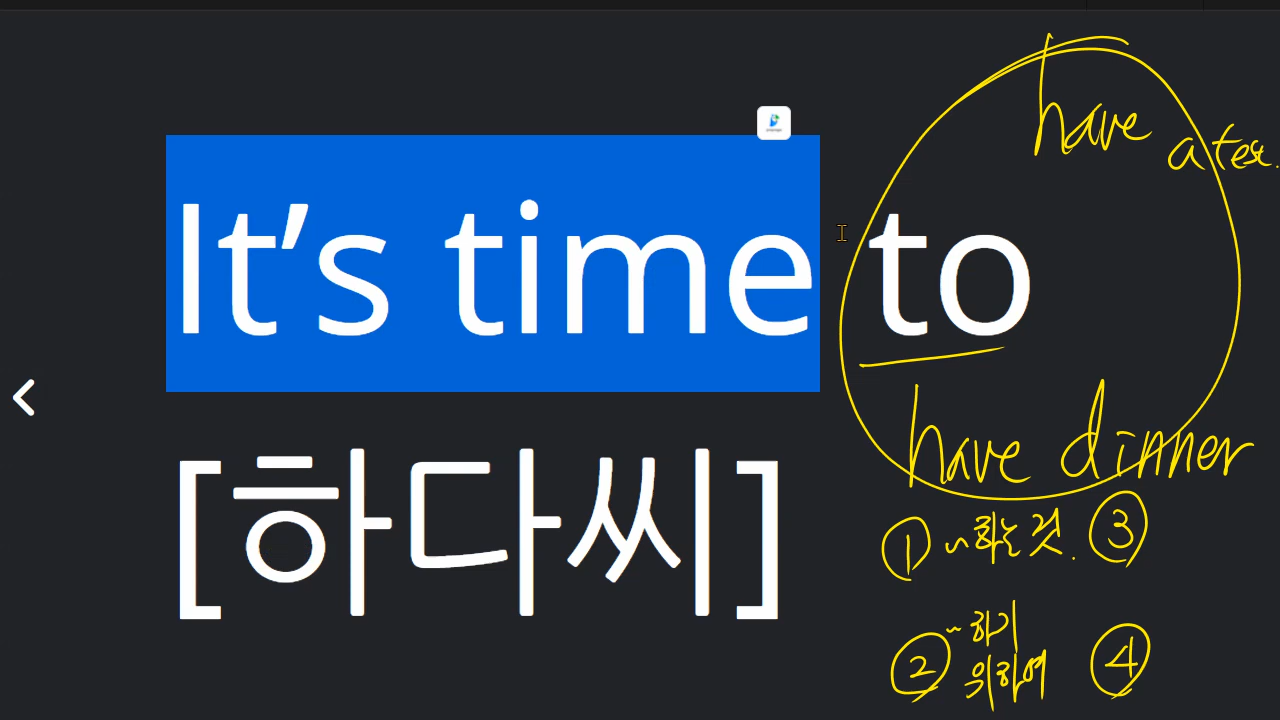 have a test.
It's time to
have dinner
[하다씨]
① ~하는 것. ③
② ~하기
위하여 ④